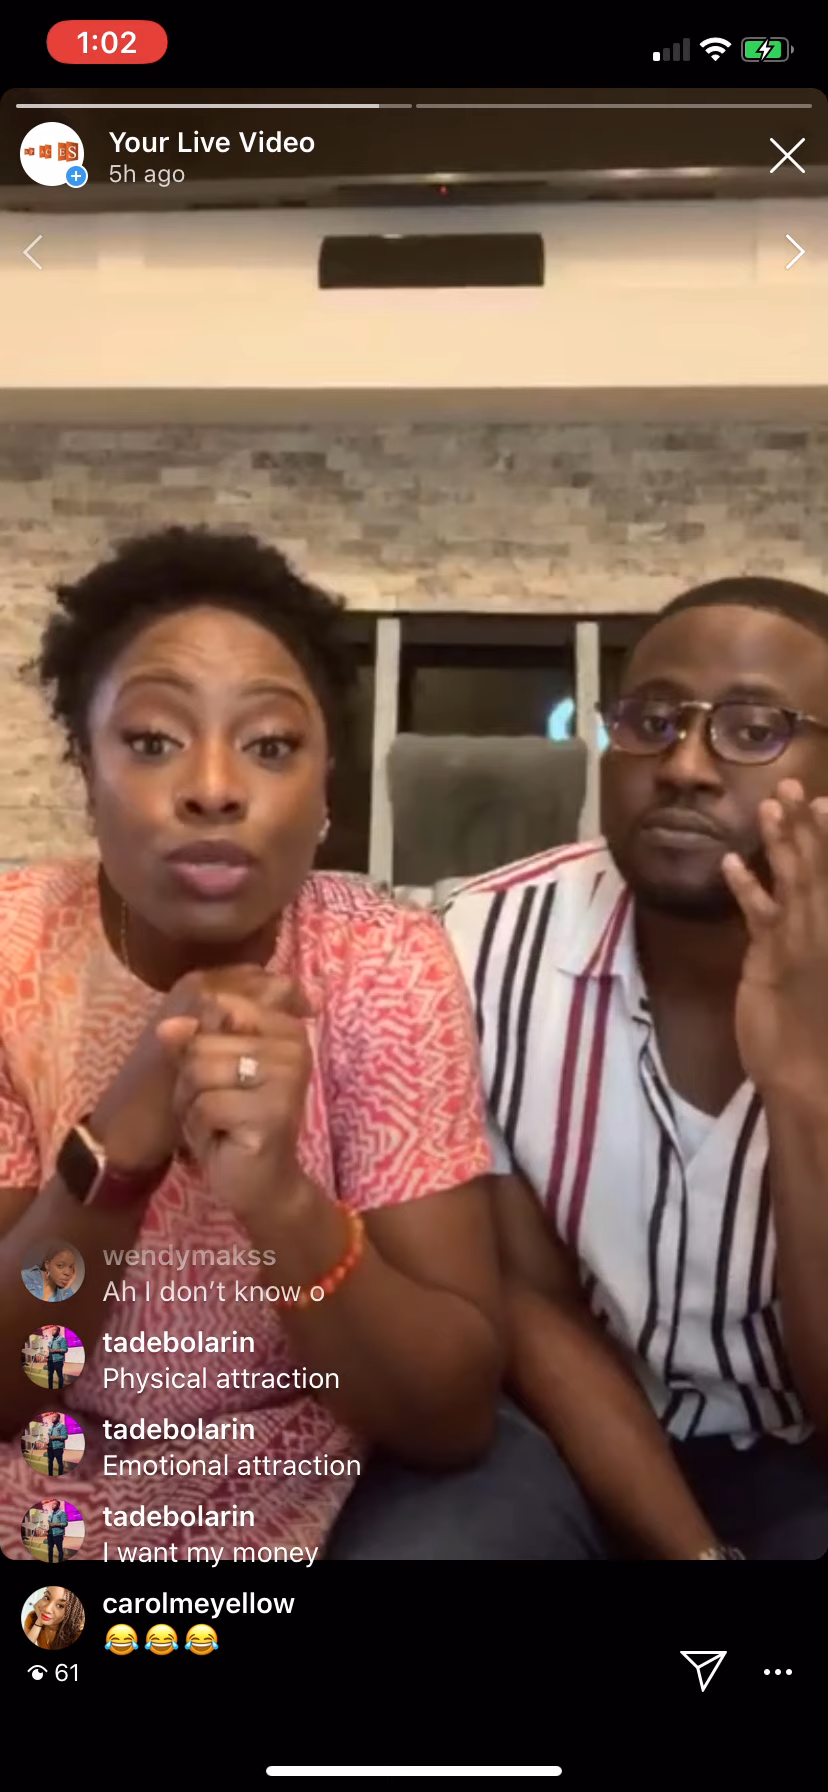 1:02
Your Live Video
5h ago
wendymakss
Ah I don’t know o
tadebolarin
Physical attraction
tadebolarin
Emotional attraction
tadebolarin
I want my money
carolmeyellow
😂😂😂
61